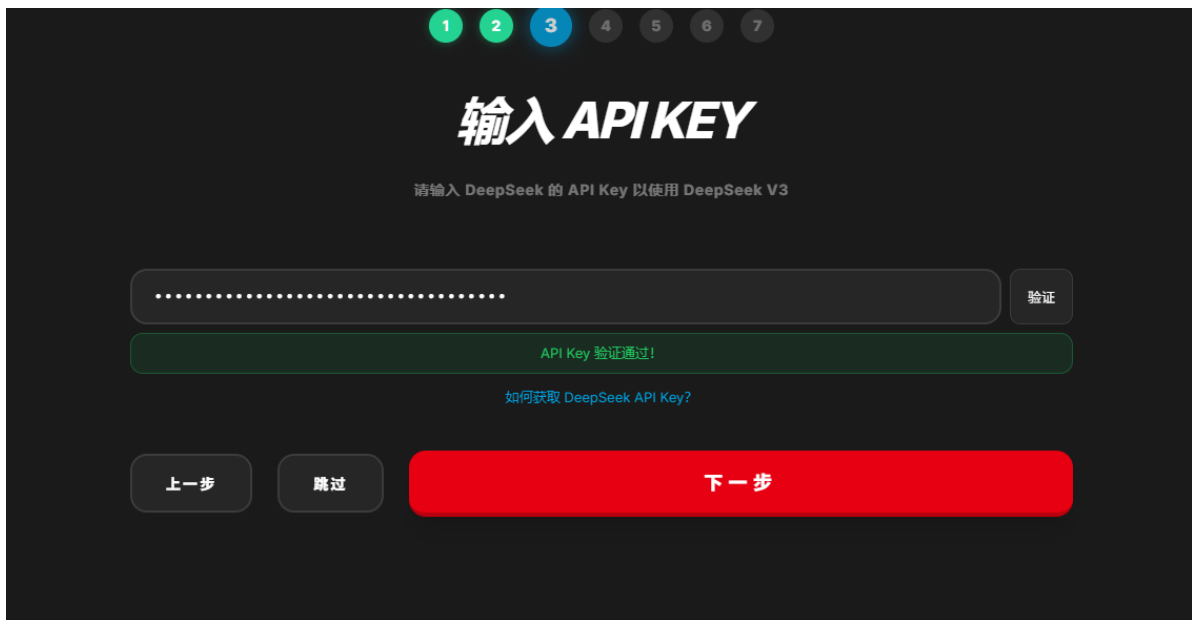 1 2 3 4 5 6 7
输入 API KEY
请输入 DeepSeek 的 API Key 以使用 DeepSeek V3
•••••••••••••••••••••••••••••••••••
验证
API Key 验证通过!
如何获取 DeepSeek API Key?
上一步 跳过 下一步